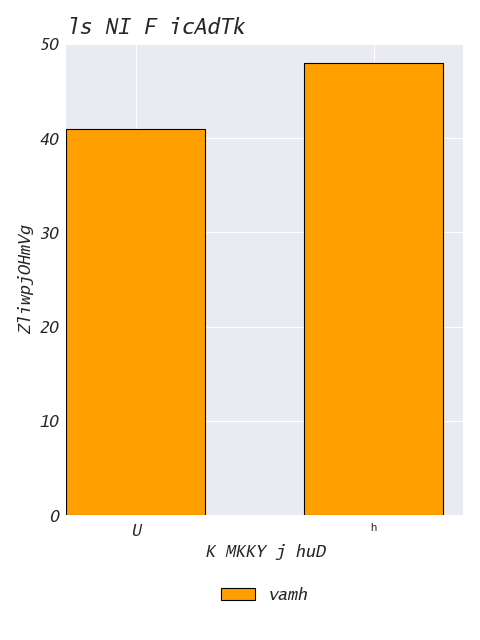 ls NI F icAdTk
50
40
30
20
10
0
ZliwpjOHmVg
U
ʰ
K MKKY j huD
vamh